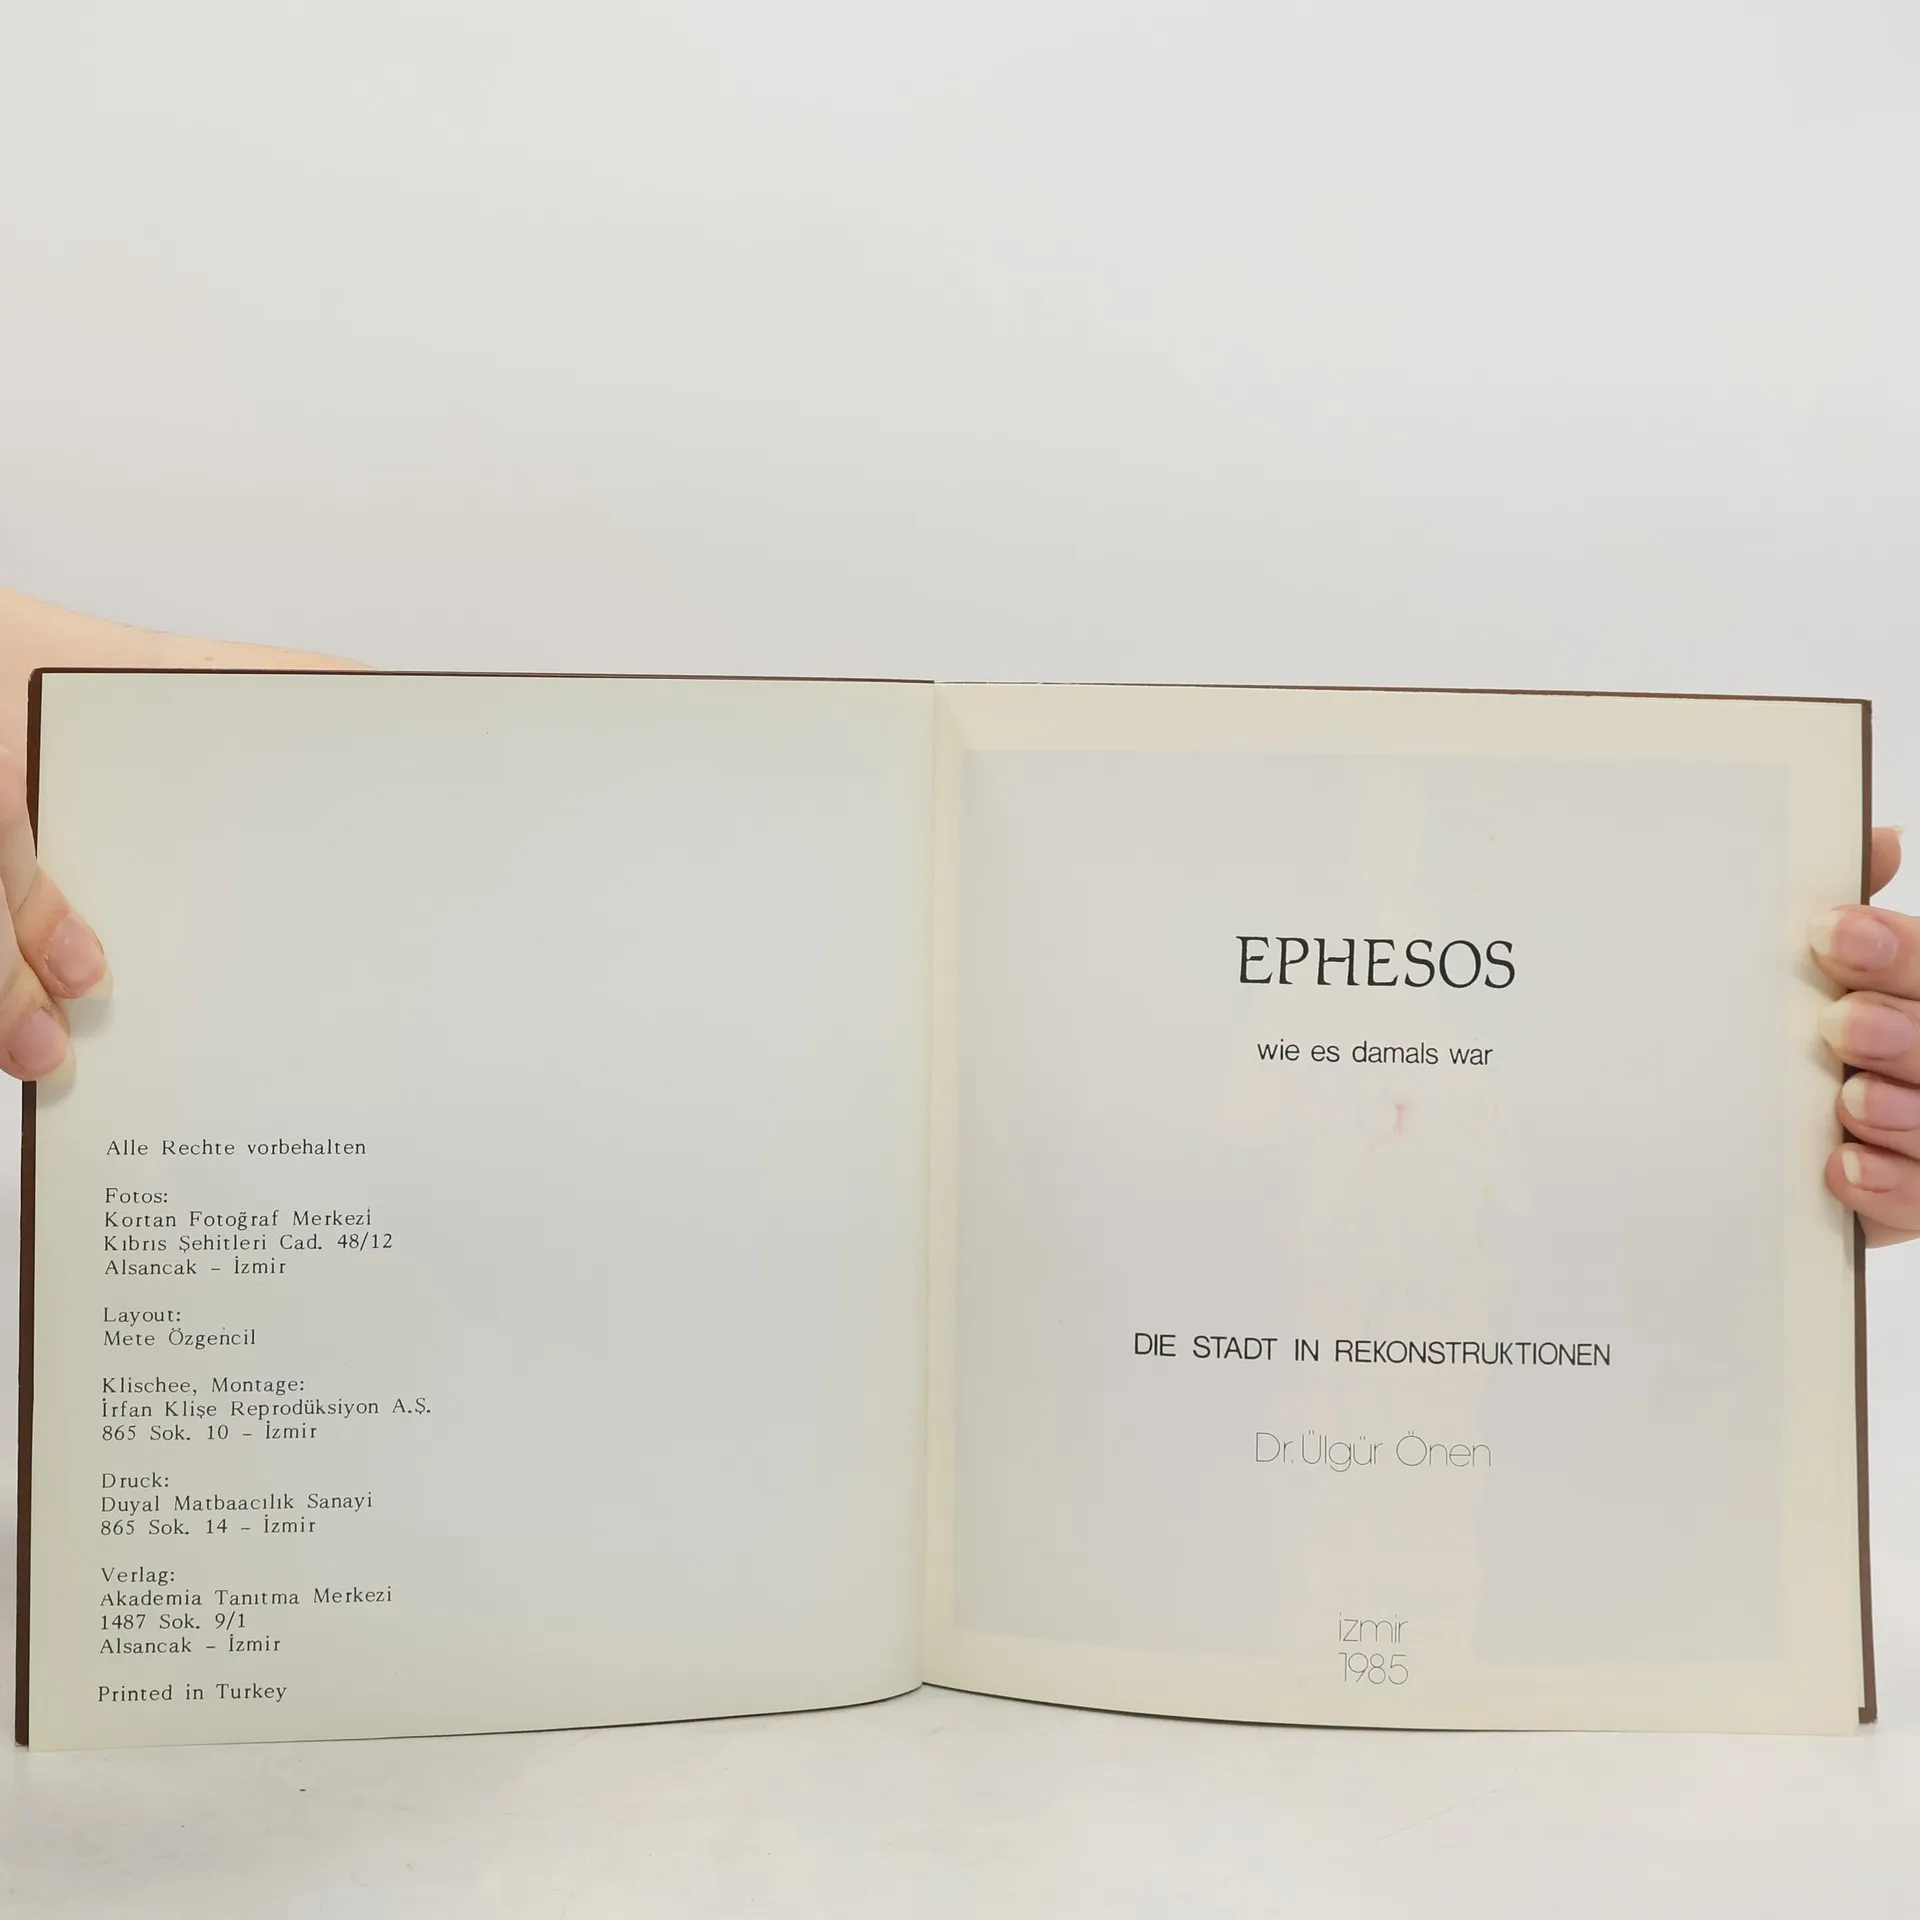 Alle Rechte vorbehalten
Fotos:
Kortan Fotoğraf Merkezi
Kıbrıs Şehitleri Cad. 48/12
Alsancak – İzmir
Layout:
Mete Özgencil
Klischee, Montage:
İrfan Klişe Reprodüksiyon A.Ş.
865 Sok. 10 – İzmir
Druck:
Duyal Matbaacılık Sanayi
865 Sok. 14 – İzmir
Verlag:
Akademia Tanıtma Merkezi
1487 Sok. 9/1
Alsancak – İzmir
Printed in Turkey
EPHESOS
wie es damals war
DIE STADT IN REKONSTRUKTIONEN
Dr. Ülgür Önen
izmir
1985